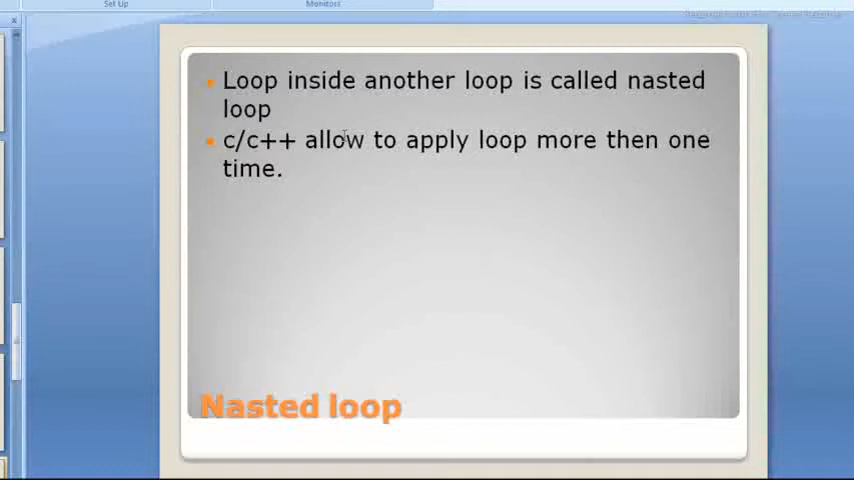 Set Up
Monitors
Loop inside another loop is called nasted
loop
c/c++ allow to apply loop more then one
time.
Nasted loop